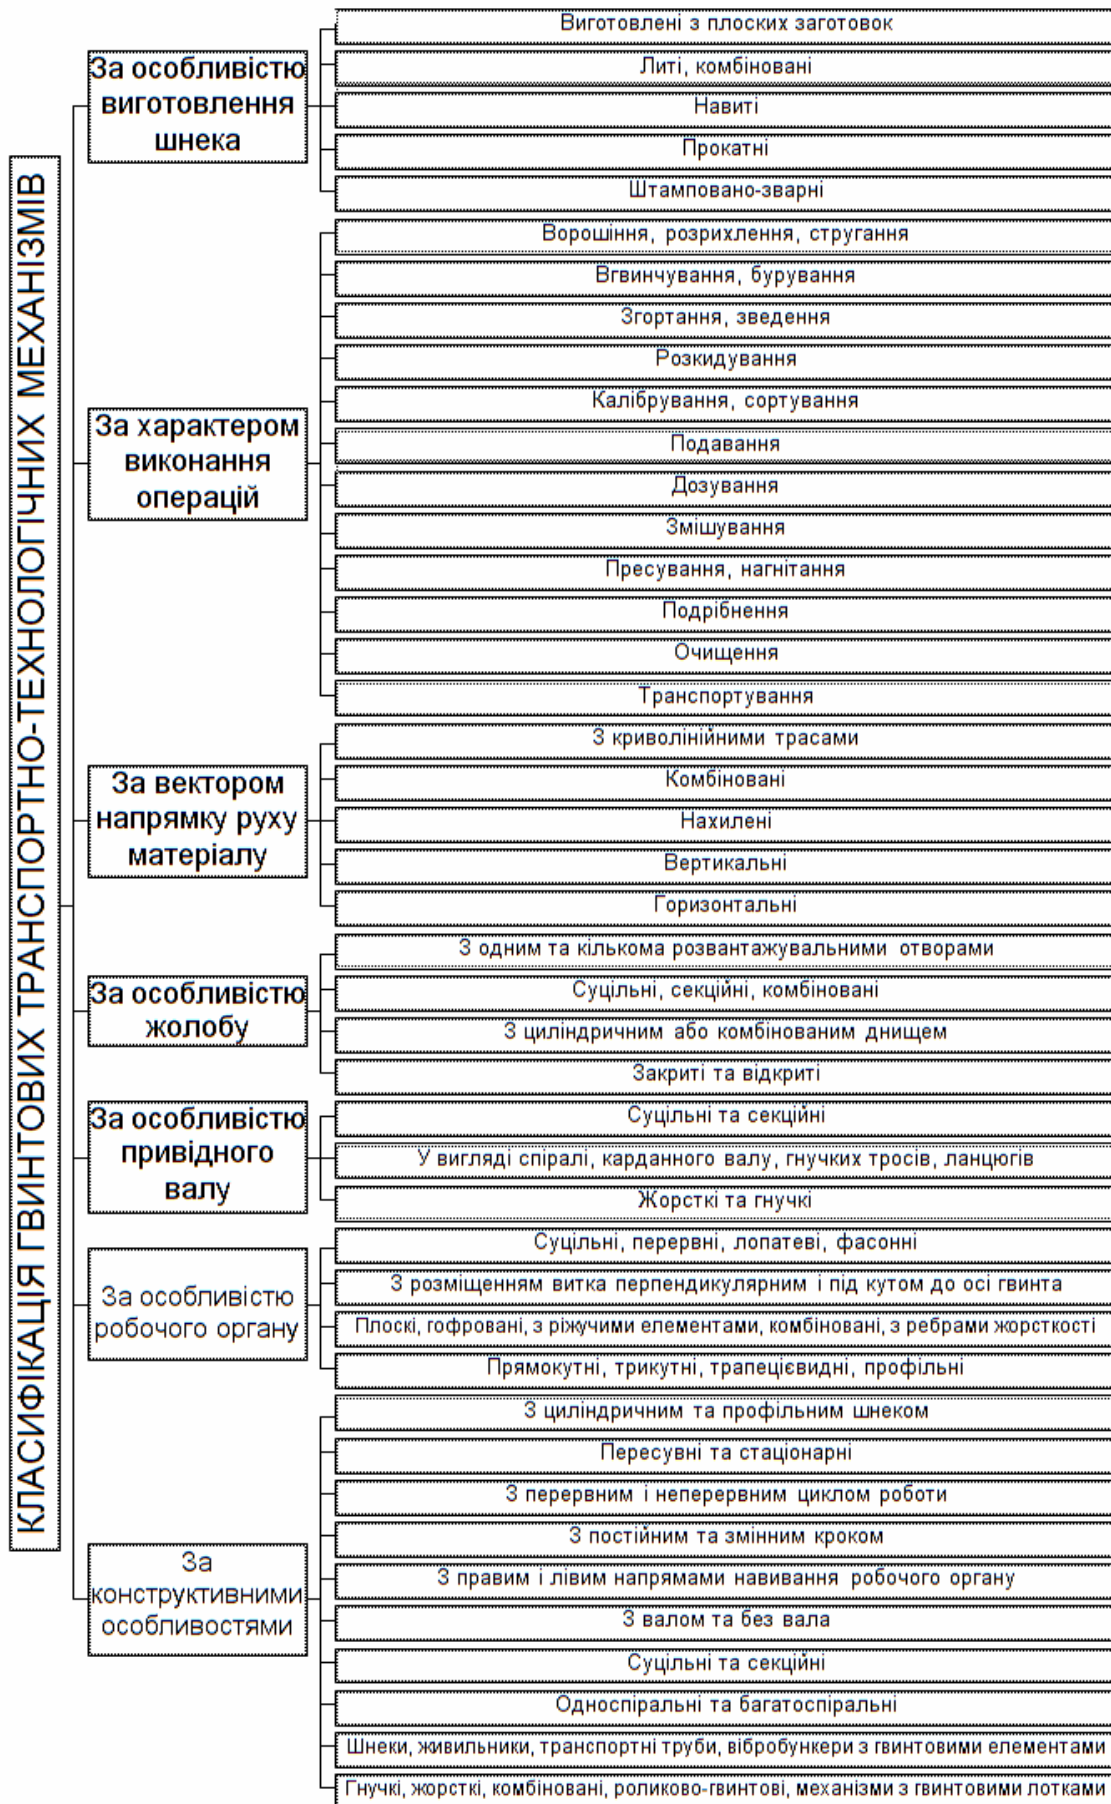 КЛАСИФІКАЦІЯ ГВИНТОВИХ ТРАНСПОРТНО-ТЕХНОЛОГІЧНИХ МЕХАНІЗМІВ
За особливістю
виготовлення
шнека
Виготовлені з плоских заготовок
Литі, комбіновані
Навиті
Прокатні
Штамповано-зварні
За характером
виконання
операцій
Ворошіння, розрихлення, стругання
Вгвинчування, бурування
Згортання, зведення
Розкидування
Калібрування, сортування
Подавання
Дозування
Змішування
Пресування, нагнітання
Подрібнення
Очищення
Транспортування
За вектором
напрямку руху
матеріалу
З криволінійними трасами
Комбіновані
Нахилені
Вертикальні
Горизонтальні
За особливістю
жолобу
З одним та кількома розвантажувальними отворами
Суцільні, секційні, комбіновані
З циліндричним або комбінованим днищем
Закриті та відкриті
За особливістю
привідного
валу
Суцільні та секційні
У вигляді спіралі, карданного валу, гнучких тросів, ланцюгів
Жорсткі та гнучкі
За особливістю
робочого органу
Суцільні, перервні, лопатеві, фасонні
З розміщенням витка перпендикулярним і під кутом до осі гвинта
Плоскі, гофровані, з ріжучими елементами, комбіновані, з ребрами жорсткості
Прямокутні, трикутні, трапецієвидні, профільні
За
конструктивними
особливостями
З циліндричним та профільним шнеком
Пересувні та стаціонарні
З перервним і неперервним циклом роботи
З постійним та змінним кроком
З правим і лівим напрямами навивання робочого органу
З валом та без вала
Суцільні та секційні
Односпіральні та багатоспіральні
Шнеки, живильники, транспортні труби, вібробункери з гвинтовими елементами
Гнучкі, жорсткі, комбіновані, роликово-гвинтові, механізми з гвинтовими лотками